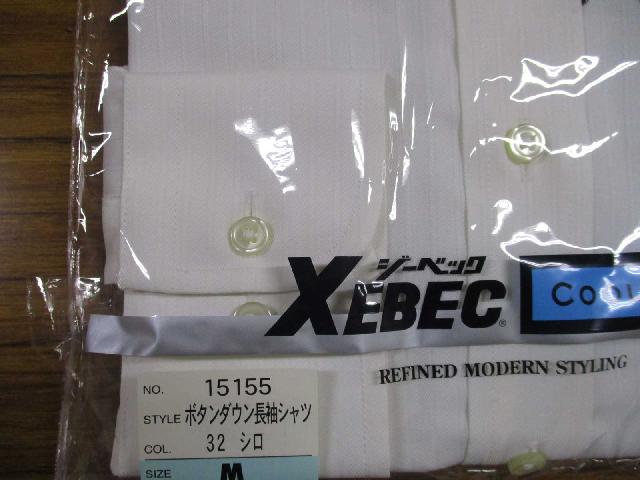 ジーベック
XEBEC®
REFINED MODERN STYLING
NO. 15155
STYLE ボタンダウン長袖シャツ
COL. 32 シロ
SIZE M